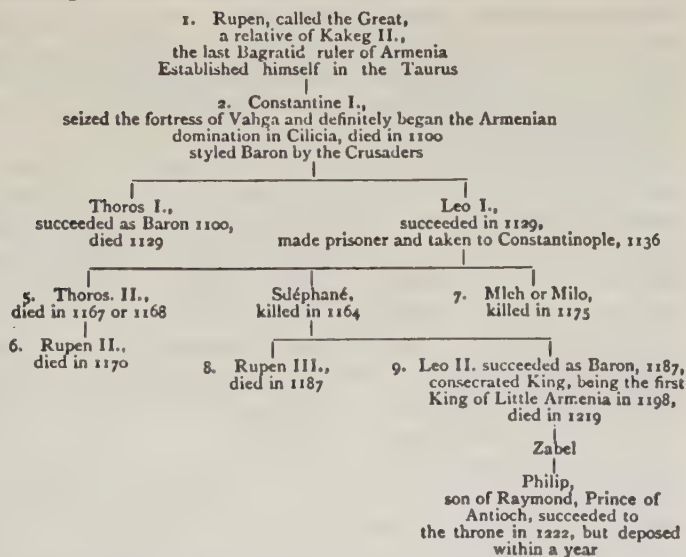 1. Rupen, called the Great,
a relative of Kakeg II.,
the last Bagratid ruler of Armenia
Established himself in the Taurus
2. Constantine I.,
seized the fortress of Vahga and definitely began the Armenian
domination in Cilicia, died in 1100
styled Baron by the Crusaders
Thoros I.,
succeeded as Baron 1100,
died 1129
Leo I.,
succeeded in 1129,
made prisoner and taken to Constantinople, 1136
5. Thoros. II.,
died in 1167 or 1168
Sdéphané,
killed in 1164
7. Mlch or Milo,
killed in 1175
6. Rupen II.,
died in 1170
8. Rupen III.,
died in 1187
9. Leo II. succeeded as Baron, 1187,
consecrated King, being the first
King of Little Armenia in 1198,
died in 1219
Zabel
Philip,
son of Raymond, Prince of
Antioch, succeeded to
the throne in 1222, but deposed
within a year